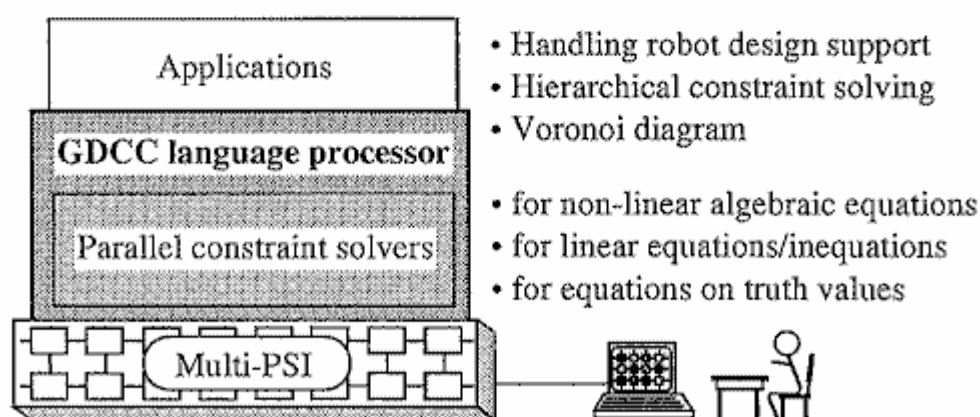 Applications
• Handling robot design support
• Hierarchical constraint solving
• Voronoi diagram
GDCC language processor
Parallel constraint solvers
• for non-linear algebraic equations
• for linear equations/inequations
• for equations on truth values
Multi-PSI